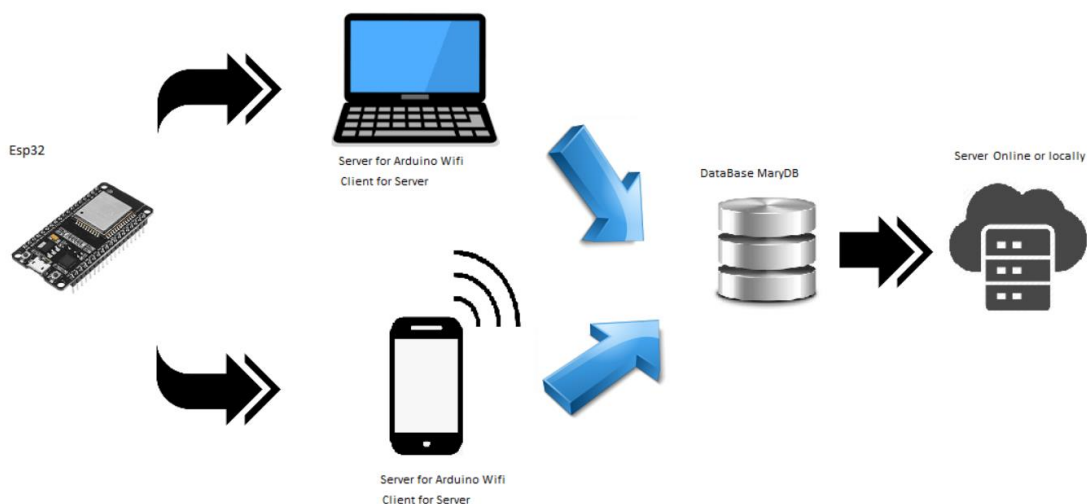 Esp32
Server for Arduino Wifi
Client for Server
DataBase MaryDB
Server Online or locally
Server for Arduino Wifi
Client for Server